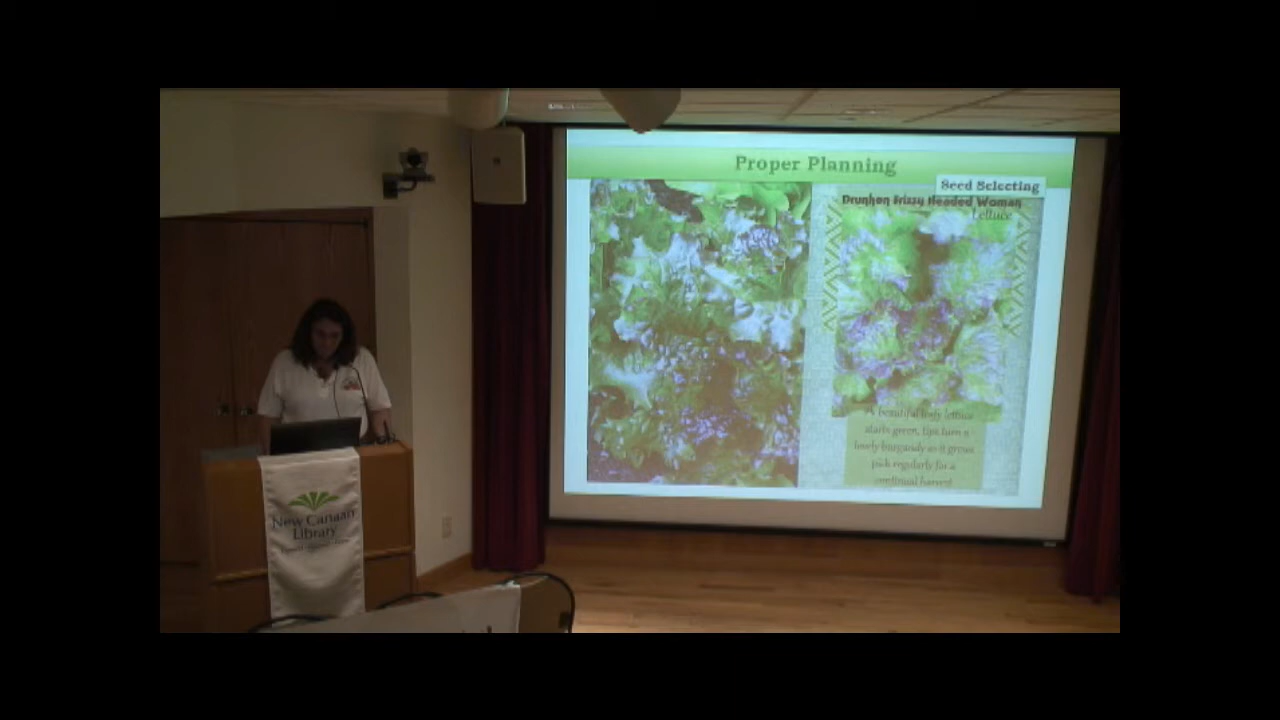 Proper Planning
Seed Selecting
Drunken Frizzy Headed Woman
Lettuce
A beautiful leafy lettuce
starts green, tips turn a
lovely burgandy as it grows
pick regularly for a
continual harvest
New Canaan
Library